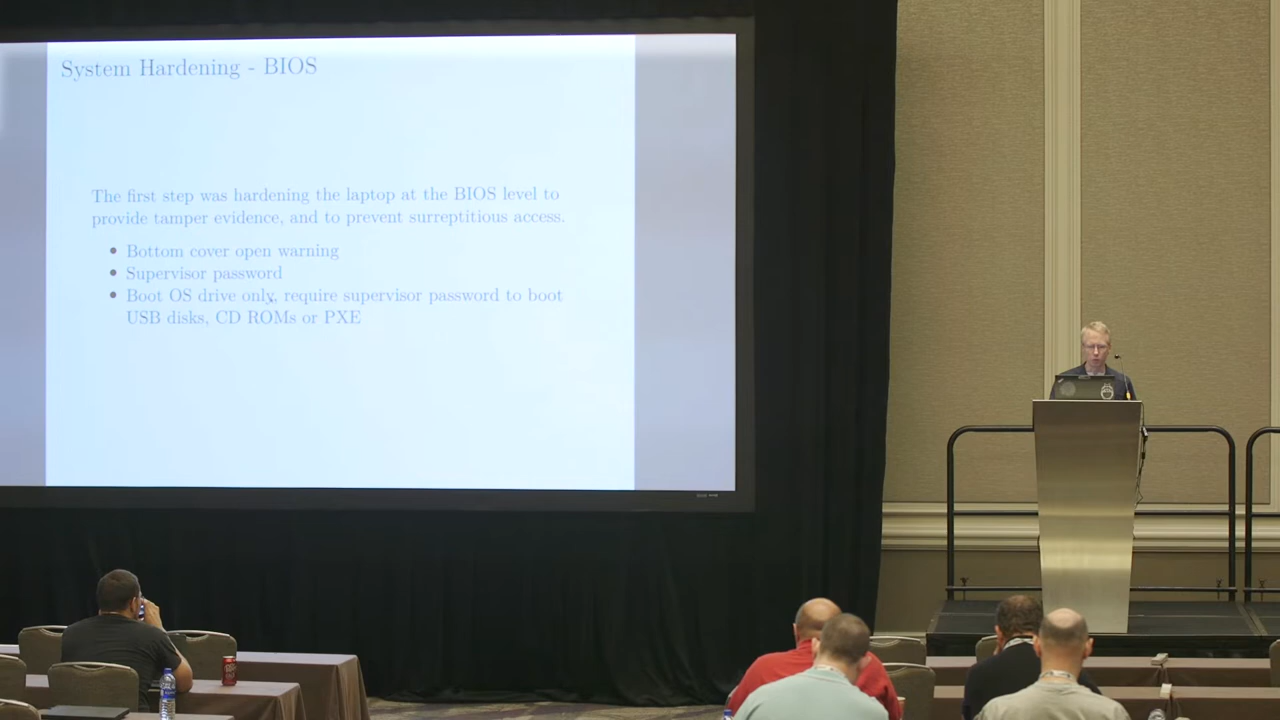 System Hardening - BIOS
The first step was hardening the laptop at the BIOS level to
provide tamper evidence, and to prevent surreptitious access.
• Bottom cover open warning
• Supervisor password
• Boot OS drive only, require supervisor password to boot
USB disks, CD ROMs or PXE